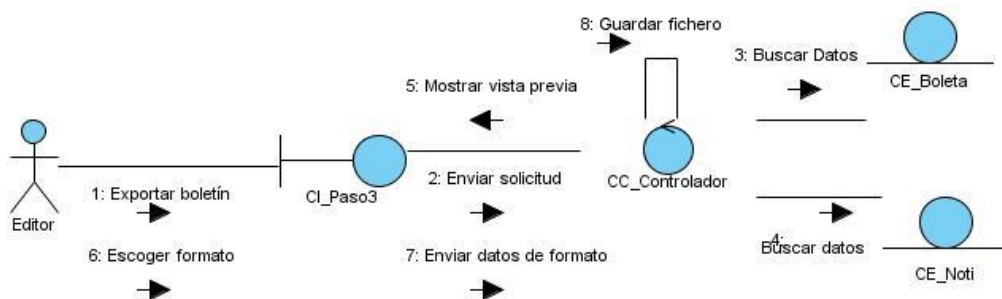 8: Guardar fichero
3: Buscar Datos
CE_Boleta
5: Mostrar vista previa
1: Exportar boletín
CI_Paso3
2: Enviar solicitud
CC_Controlador
Editor
4:
Buscar datos
6: Escoger formato
7: Enviar datos de formato
CE_Noti